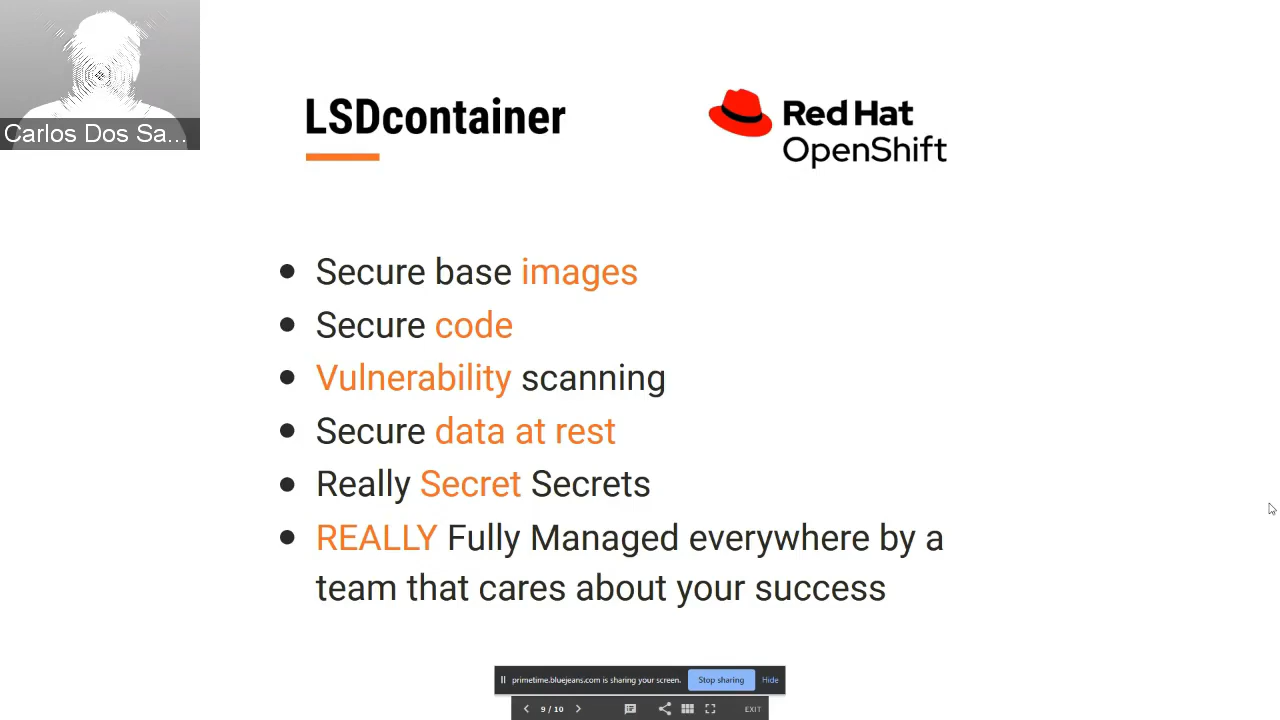 Carlos Dos Sa...
LSDcontainer
Red Hat
OpenShift
Secure base images
Secure code
Vulnerability scanning
Secure data at rest
Really Secret Secrets
REALLY Fully Managed everywhere by a
team that cares about your success
primetime.bluejeans.com is sharing your screen. Stop sharing Hide
9 / 10 EXIT